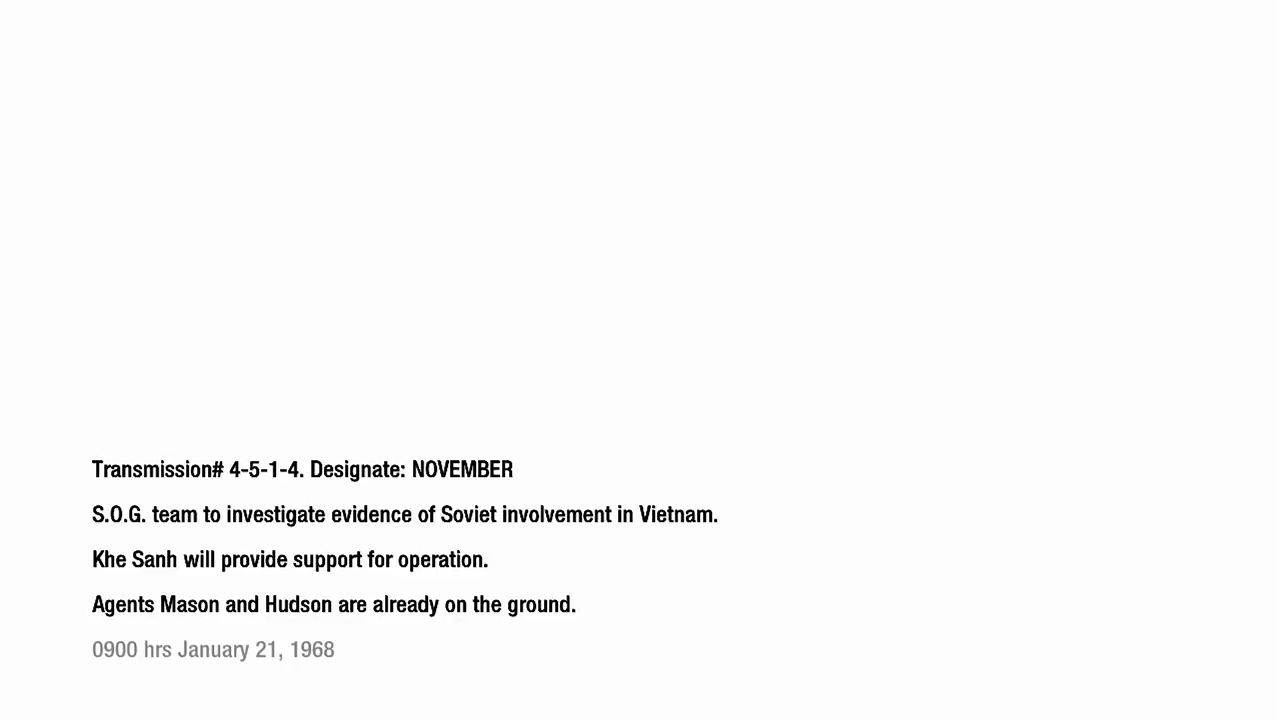 Transmission# 4-5-1-4. Designate: NOVEMBER
S.O.G. team to investigate evidence of Soviet involvement in Vietnam.
Khe Sanh will provide support for operation.
Agents Mason and Hudson are already on the ground.
0900 hrs January 21, 1968